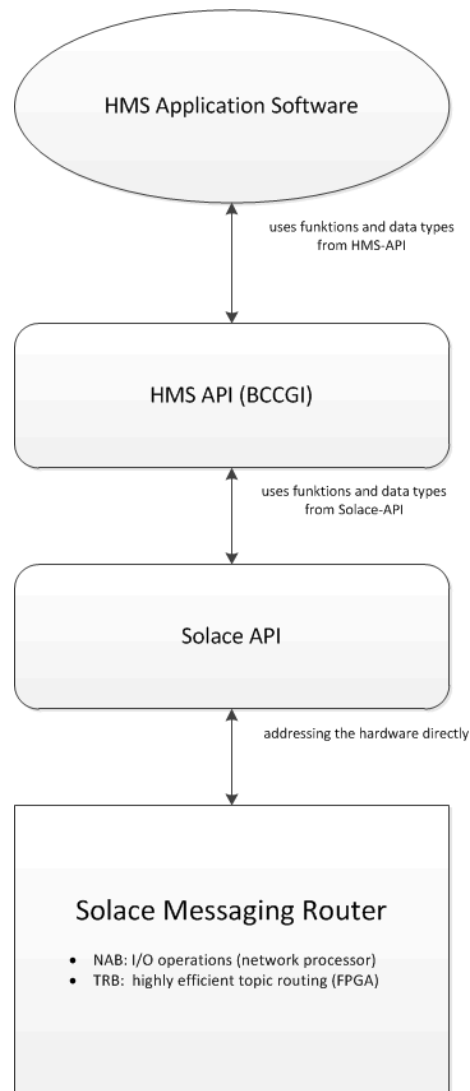 HMS Application Software
uses funktions and data types
from HMS-API
HMS API (BCCGI)
uses funktions and data types
from Solace-API
Solace API
addressing the hardware directly
Solace Messaging Router
• NAB: I/O operations (network processor)
• TRB: highly efficient topic routing (FPGA)